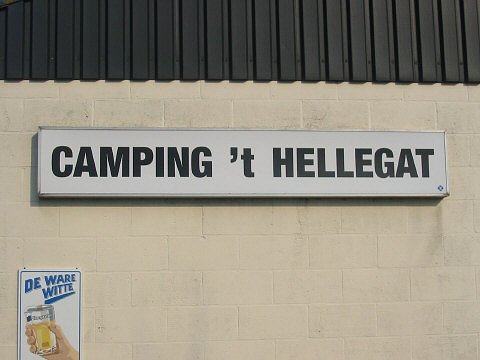 CAMPING 't HELLEGAT
DE WARE
WITTE